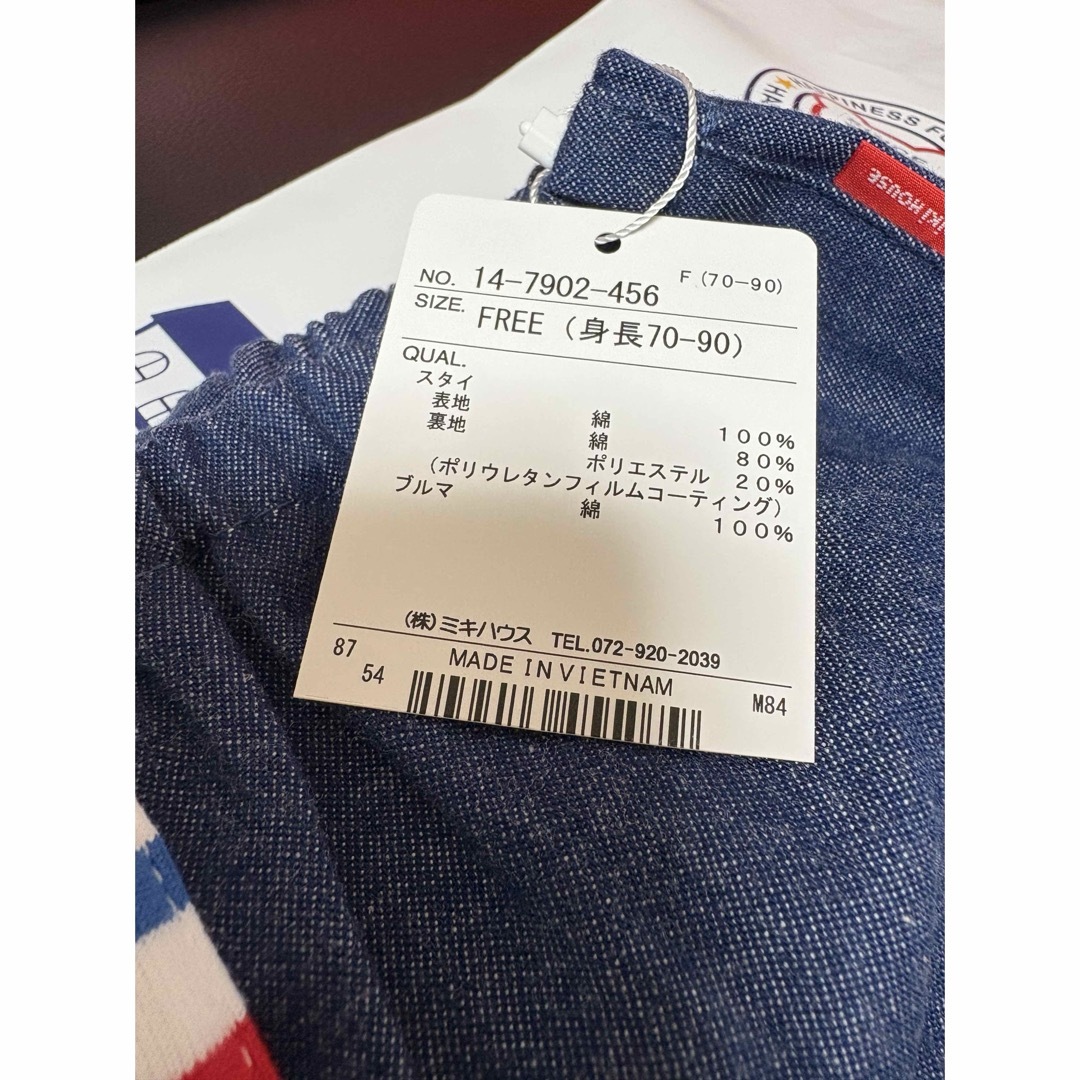 HAPPINESS
MIKIHOUSE
NO. 14-7902-456 F (70-90)
SIZE. FREE (身長70-90)
QUAL.
スタイ
表地 綿 100%
裏地 綿 80%
ポリエステル 20%
(ポリウレタンフィルムコーティング)
ブルマ 綿 100%
(株)ミキハウス TEL.072-920-2039
87 MADE IN VIETNAM
54 M84